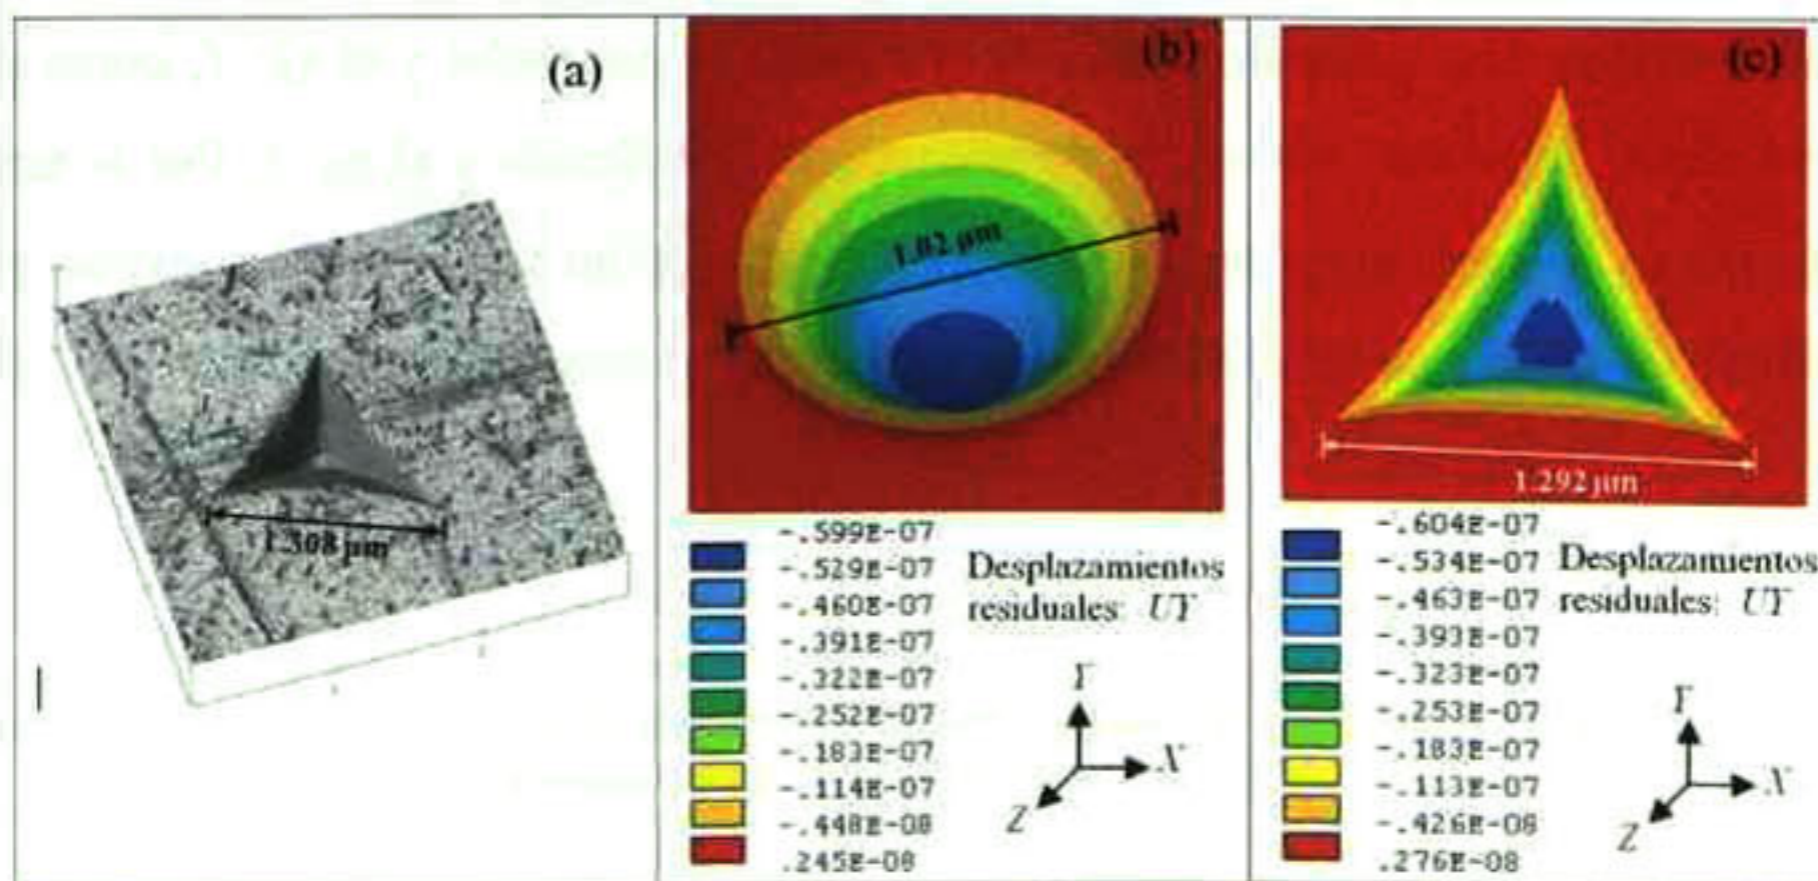 (a)
1.308 µm
(b)
1.02 µm
-.599E-07
-.529E-07
-.460E-07
-.391E-07
-.322E-07
-.252E-07
-.183E-07
-.114E-07
-.448E-08
.245E-08
Desplazamientos
residuales: UY
Y
X
Z
(c)
1.292 µm
-.604E-07
-.534E-07
-.463E-07
-.393E-07
-.323E-07
-.253E-07
-.183E-07
-.113E-07
-.426E-08
.276E-08
Desplazamientos
residuales: UY
Y
X
Z